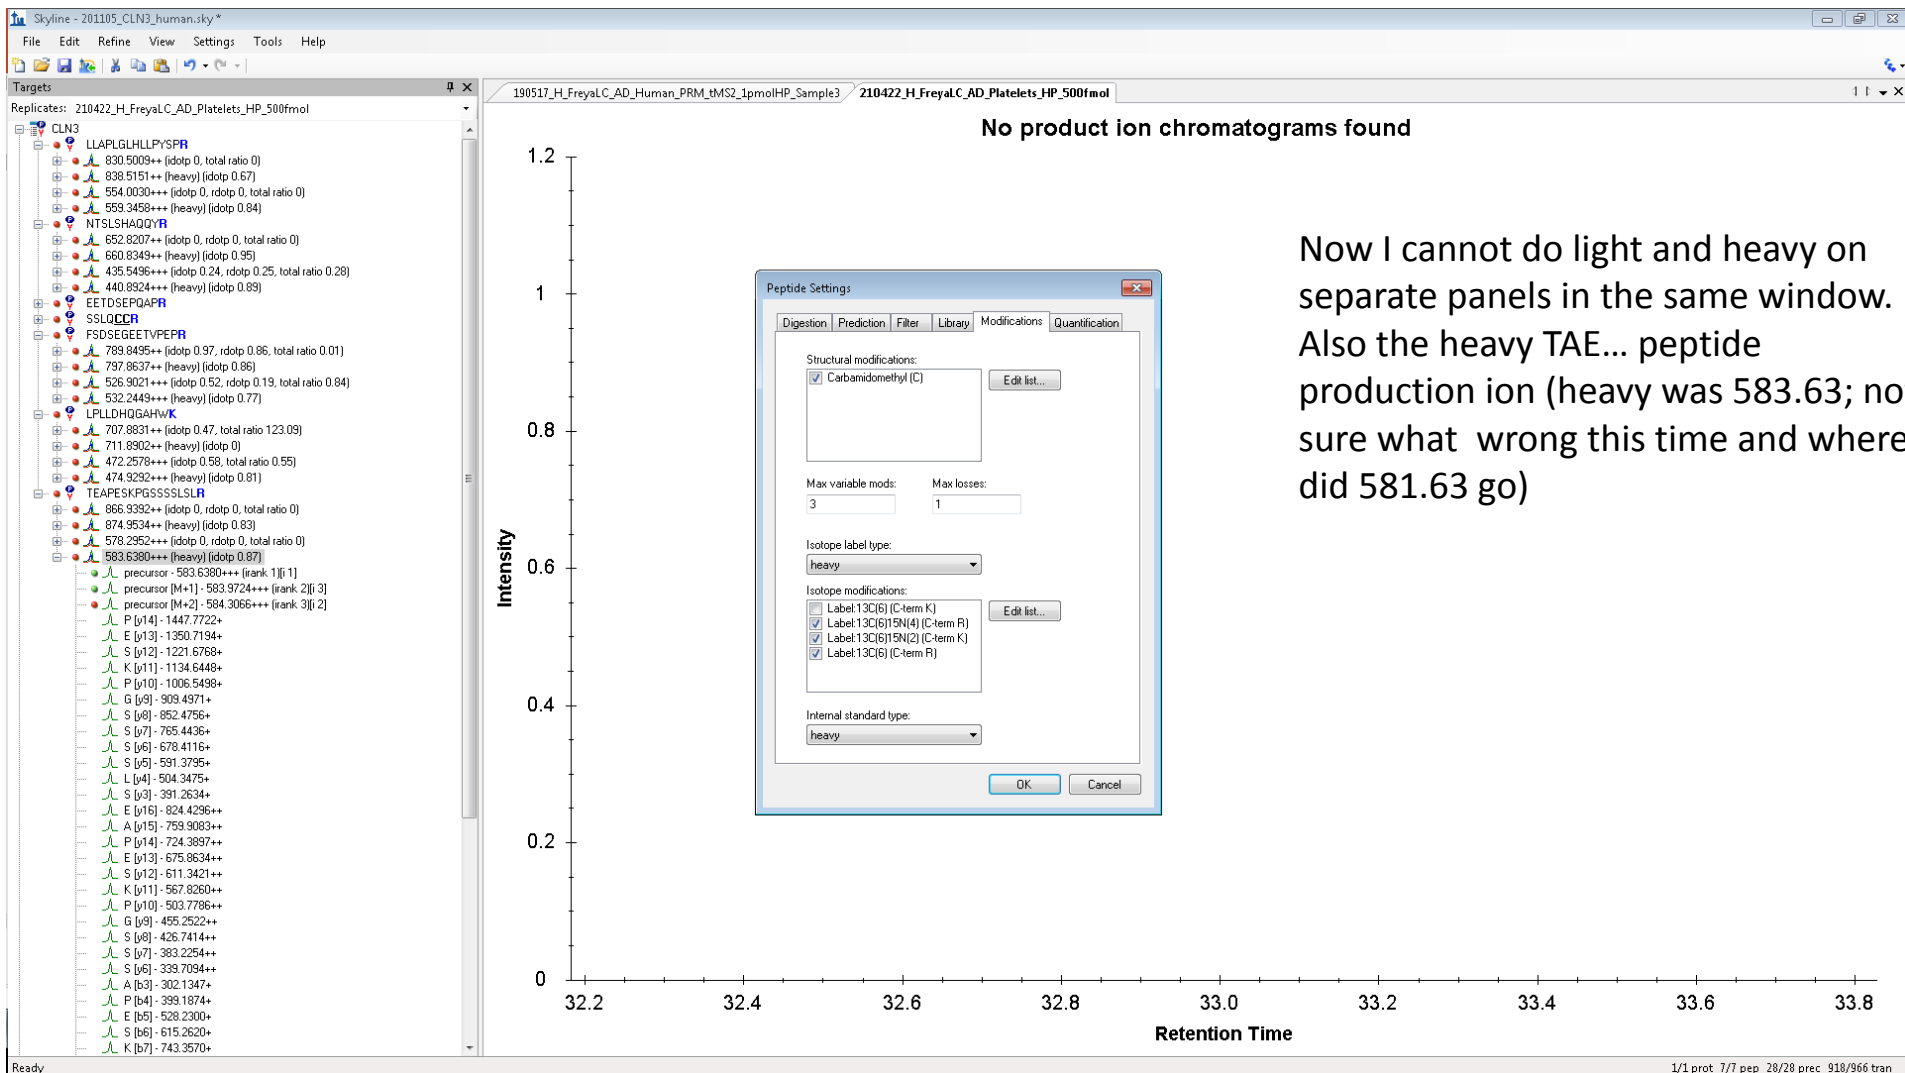 Skyline - 201105_CLN3_human.sky *
File Edit Refine View Settings Tools Help
Targets
Replicates: 210422_H_FreyaLC_AD_Platelets_HP_500fmol
CLN3
LLAPLGLHLLPYSPR
830.5009++ (idotp 0, total ratio 0)
838.5151++ (heavy) (idotp 0.67)
554.0030+++ (idotp 0, rdotp 0, total ratio 0)
559.3458+++ (heavy) (idotp 0.84)
NTSLSHAQQYR
652.8207++ (idotp 0, rdotp 0, total ratio 0)
660.8349++ (heavy) (idotp 0.95)
435.5496+++ (idotp 0.24, rdotp 0.25, total ratio 0.28)
440.8924+++ (heavy) (idotp 0.89)
EETDSEPQAPR
SSLQCCR
FSDSEGEETVPEPR
789.8495++ (idotp 0.97, rdotp 0.86, total ratio 0.01)
797.8637++ (heavy) (idotp 0.86)
526.9021+++ (idotp 0.52, rdotp 0.19, total ratio 0.84)
532.2449+++ (heavy) (idotp 0.77)
LPLLDHQGAHWK
707.8831++ (idotp 0.47, total ratio 123.09)
711.8902++ (heavy) (idotp 0)
472.2578+++ (idotp 0.58, total ratio 0.55)
474.9292+++ (heavy) (idotp 0.81)
TEAPESKPGSSSSLSLR
866.9392++ (idotp 0, rdotp 0, total ratio 0)
874.9534++ (heavy) (idotp 0.83)
578.2952+++ (idotp 0, rdotp 0, total ratio 0)
583.6380+++ (heavy) (idotp 0.87)
precursor - 583.6380+++ (irank 1)[i 1]
precursor [M+1] - 583.9724+++ (irank 2)[i 3]
precursor [M+2] - 584.3066+++ (irank 3)[i 2]
P [y14] - 1447.7722+
E [y13] - 1350.7194+
S [y12] - 1221.6768+
K [y11] - 1134.6448+
P [y10] - 1006.5498+
G [y9] - 909.4971+
S [y8] - 852.4756+
S [y7] - 765.4436+
S [y6] - 678.4116+
S [y5] - 591.3795+
L [y4] - 504.3475+
S [y3] - 391.2634+
E [y16] - 824.4296++
A [y15] - 759.9083++
P [y14] - 724.3897++
E [y13] - 675.8634++
S [y12] - 611.3421++
K [y11] - 567.8260++
P [y10] - 503.7786++
G [y9] - 455.2522++
S [y8] - 426.7414++
S [y7] - 383.2254++
S [y6] - 339.7094++
A [b3] - 302.1347+
P [b4] - 399.1874+
E [b5] - 528.2300+
S [b6] - 615.2620+
K [b7] - 743.3570+
190517_H_FreyaLC_AD_Human_PRM_tMS2_1pmolHP_Sample3 210422_H_FreyaLC_AD_Platelets_HP_500fmol
No product ion chromatograms found
1.2
1
0.8
0.6
0.4
0.2
0
Intensity
32.2 32.4 32.6 32.8 33.0 33.2 33.4 33.6 33.8
Retention Time
Peptide Settings
Digestion Prediction Filter Library Modifications Quantification
Structural modifications:
Carbamidomethyl (C)
Edit list...
Max variable mods: Max losses:
3 1
Isotope label type:
heavy
Isotope modifications:
Label:13C(6) (C-term K)
Label:13C(6)15N(4) (C-term R)
Label:13C(6)15N(2) (C-term K)
Label:13C(6) (C-term R)
Edit list...
Internal standard type:
heavy
OK Cancel
Now I cannot do light and heavy on
separate panels in the same window.
Also the heavy TAE... peptide
production ion (heavy was 583.63; not
sure what wrong this time and where
did 581.63 go)
Ready
1/1 prot 7/7 pep 28/28 prec 918/966 tran